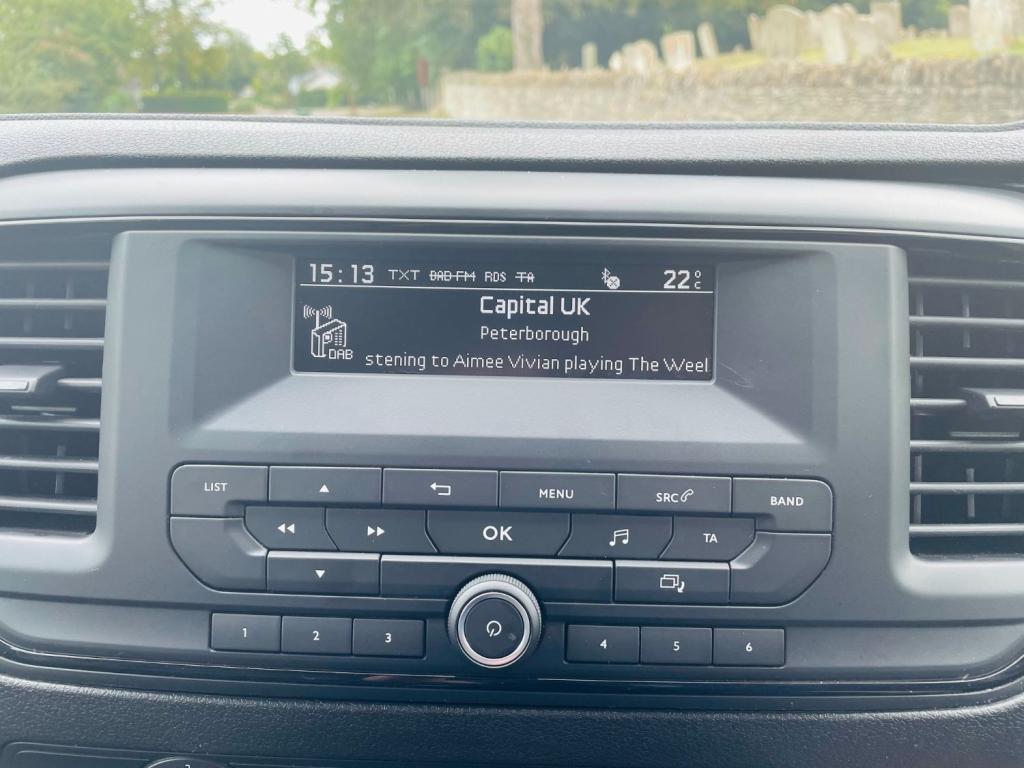 15:13 TXT DAB-FM RDS TA 22°C
Capital UK
Peterborough
DAB stening to Aimee Vivian playing The Weel
LIST MENU SRC BAND
OK TA
1 2 3 4 5 6